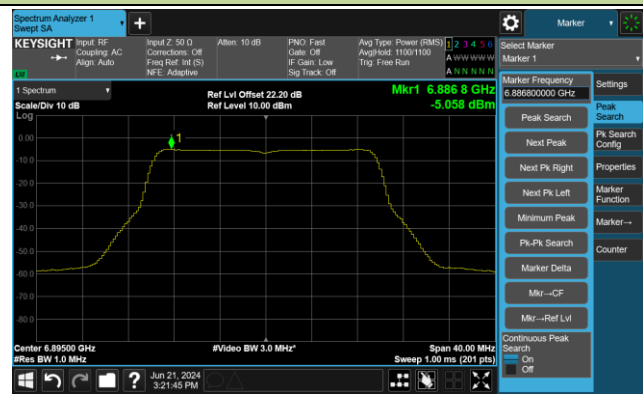 Spectrum Analyzer 1
Swept SA
Marker
KEYSIGHT
Input: RF
Coupling: AC
Align: Auto
Input Z: 50 Ω
Corrections: Off
Freq Ref: Int (S)
NFE: Adaptive
Atten: 10 dB
PNO: Fast
Gate: Off
IF Gain: Low
Sig Track: Off
Avg Type: Power (RMS)
Avg|Hold: 1100/1100
Trig: Free Run
1 2 3 4 5 6
A W W W W W
A N N N N N
LW
Select Marker
Marker 1
1 Spectrum
Scale/Div 10 dB
Log
Ref Lvl Offset 22.20 dB
Ref Level 10.00 dBm
Mkr1 6.886 8 GHz
-5.058 dBm
1
0.00
-10.0
-20.0
-30.0
-40.0
-50.0
-60.0
-70.0
-80.0
Center 6.89500 GHz
#Res BW 1.0 MHz
#Video BW 3.0 MHz*
Span 40.00 MHz
Sweep 1.00 ms (201 pts)
Marker Frequency
6.886800000 GHz
Peak Search
Next Peak
Next Pk Right
Next Pk Left
Minimum Peak
Pk-Pk Search
Marker Delta
Mkr→CF
Mkr→Ref Lvl
Continuous Peak
Search
On
Off
Settings
Peak
Search
Pk Search
Config
Properties
Marker
Function
Marker→
Counter
?
Jun 21, 2024
3:21:45 PM